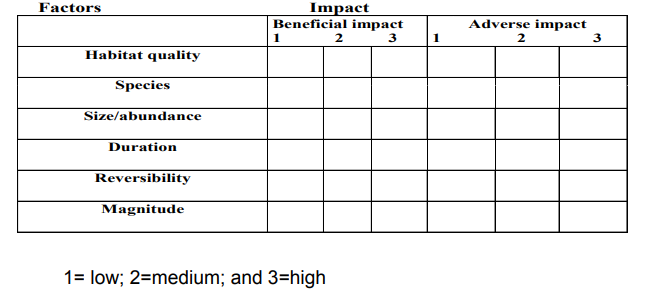 Factors Impact
Beneficial impact Adverse impact
1 2 3 1 2 3
Habitat quality
Species
Size/abundance
Duration
Reversibility
Magnitude
1= low; 2=medium; and 3=high